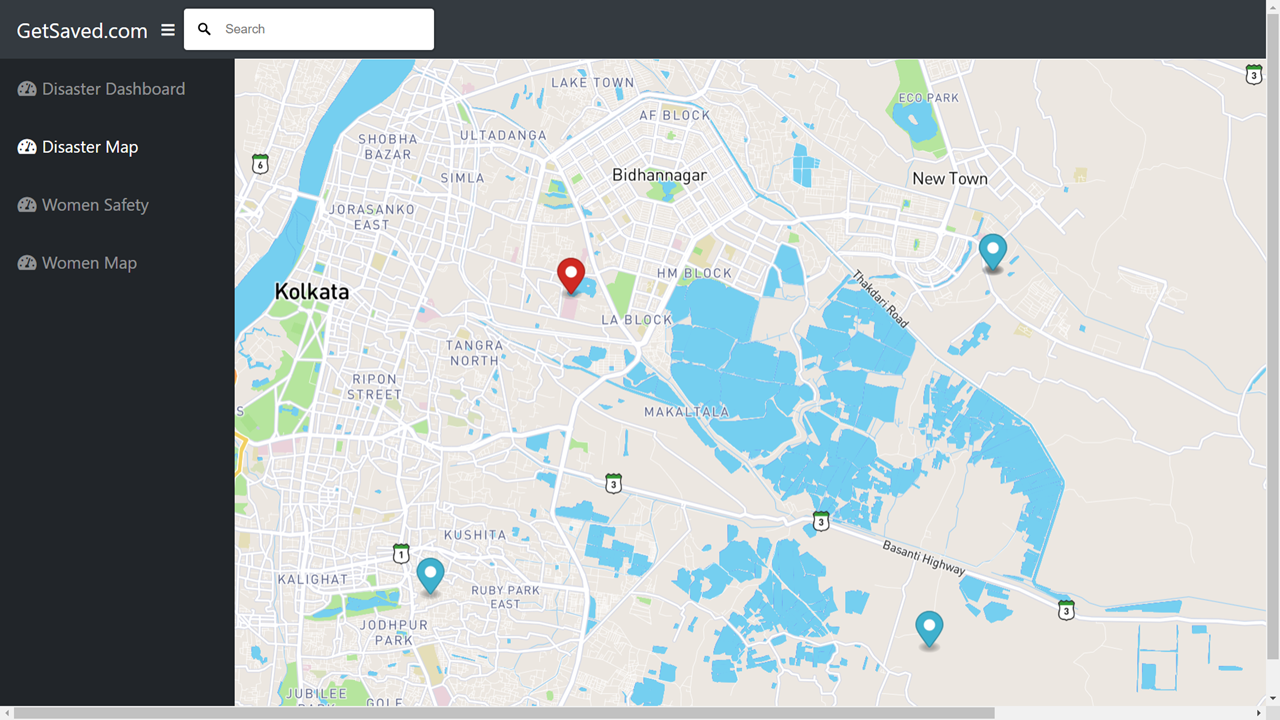 GetSaved.com
Search
Disaster Dashboard
Disaster Map
Women Safety
Women Map
LAKE TOWN
3
ECO PARK
AF BLOCK
SHOBHA
BAZAR
ULTADANGA
6
SIMLA
Bidhannagar
New Town
JORASANKO
EAST
HM BLOCK
Thakdari Road
Kolkata
LA BLOCK
TANGRA
NORTH
RIPON
STREET
S
MAKALTALA
3
3
KUSHITA
1
Basanti Highway
KALIGHAT
RUBY PARK
EAST
3
JODHPUR
PARK
JUBILEE
GOLF